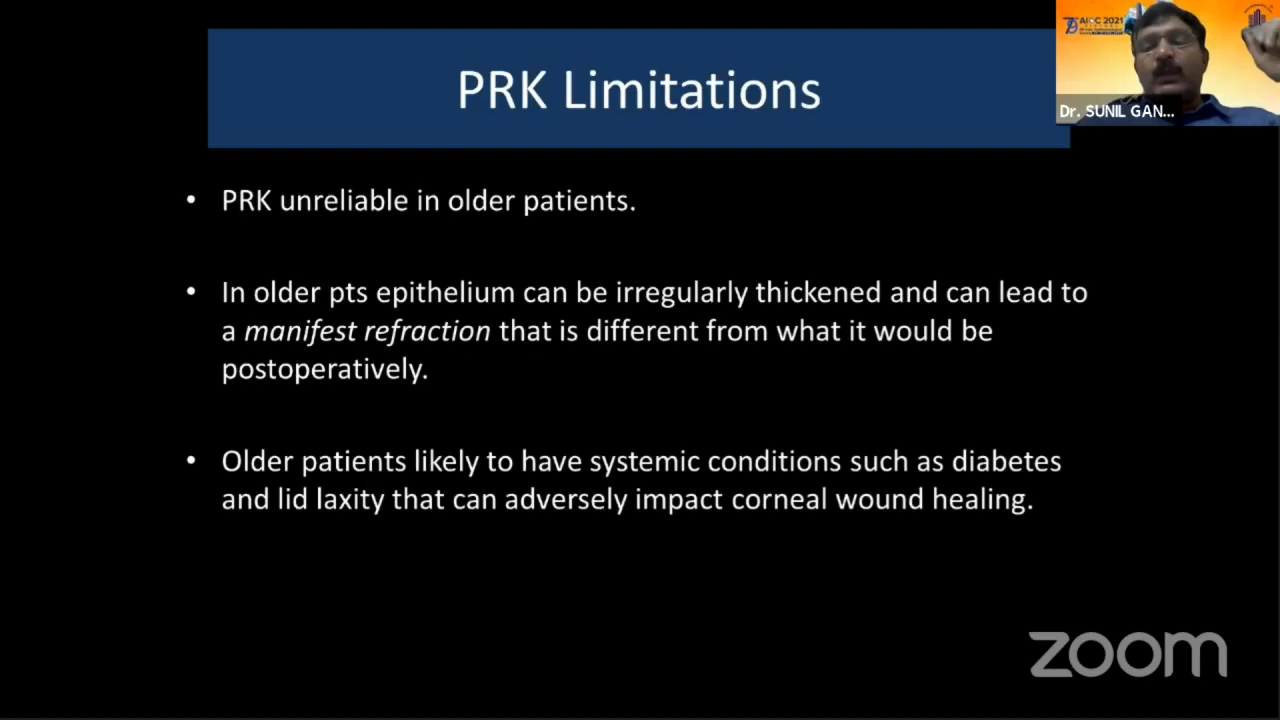 PRK Limitations
AIOC 2021
Dr. SUNIL GAN...
• PRK unreliable in older patients.
• In older pts epithelium can be irregularly thickened and can lead to
a manifest refraction that is different from what it would be
postoperatively.
• Older patients likely to have systemic conditions such as diabetes
and lid laxity that can adversely impact corneal wound healing.
zoom